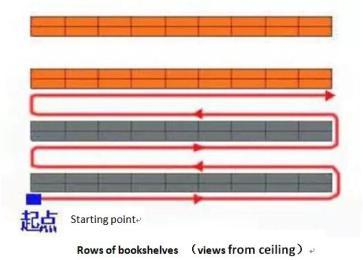 起点 Starting point
Rows of bookshelves （views from ceiling）